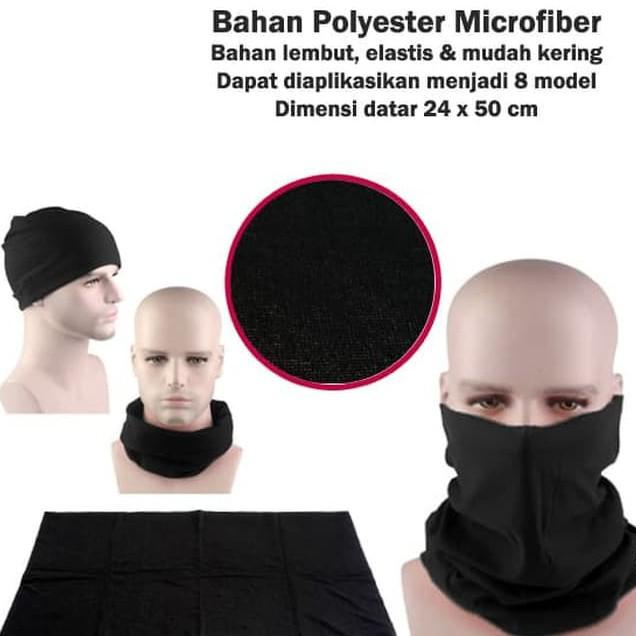 Bahan Polyester Microfiber
Bahan lembut, elastis & mudah kering
Dapat diaplikasikan menjadi 8 model
Dimensi datar 24 x 50 cm